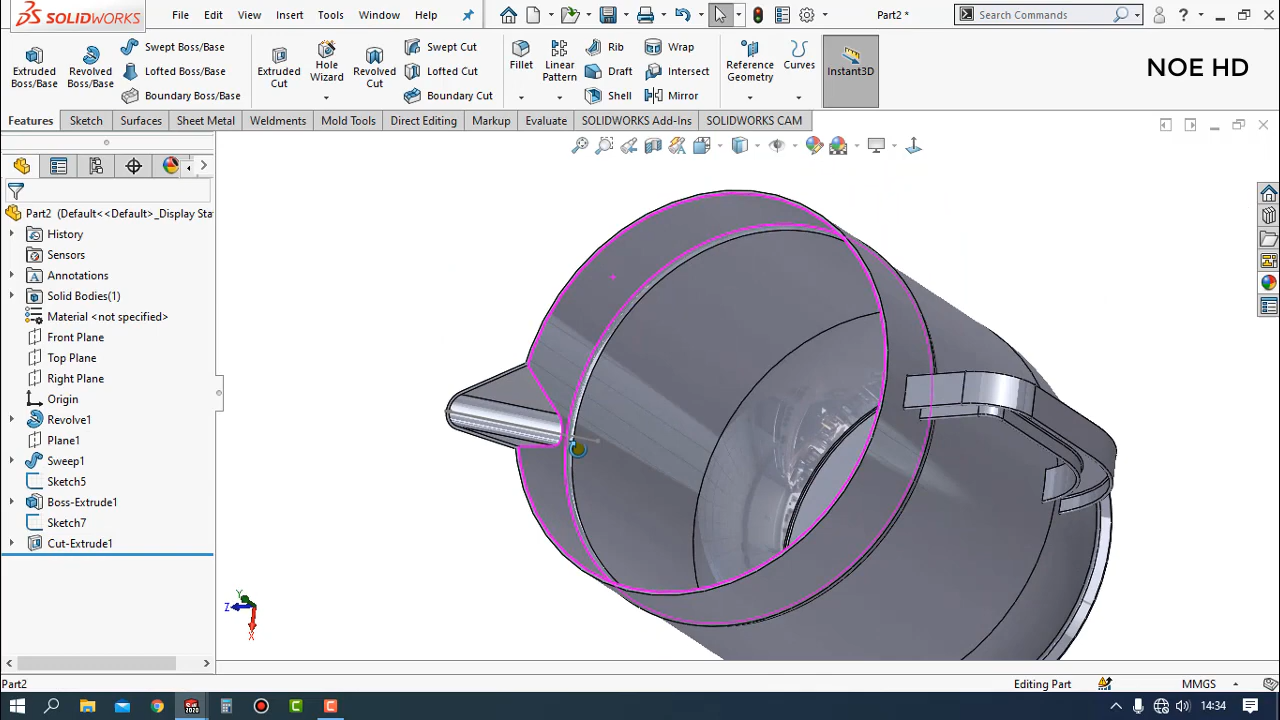 SOLIDWORKS File Edit View Insert Tools Window Help Part2 * Search Commands ?
Extruded Boss/Base Revolved Boss/Base Swept Boss/Base Lofted Boss/Base Boundary Boss/Base
Extruded Cut Hole Wizard Revolved Cut Swept Cut Lofted Cut Boundary Cut
Fillet Linear Pattern Rib Draft Shell Wrap Intersect Mirror
Reference Geometry Curves Instant3D
NOE HD
Features Sketch Surfaces Sheet Metal Weldments Mold Tools Direct Editing Markup Evaluate SOLIDWORKS Add-Ins SOLIDWORKS CAM
Part2 (Default<<Default>_Display Sta
History
Sensors
Annotations
Solid Bodies(1)
Material <not specified>
Front Plane
Top Plane
Right Plane
Origin
Revolve1
Plane1
Sweep1
Sketch5
Boss-Extrude1
Sketch7
Cut-Extrude1
Y
Z
X
Part2 Editing Part MMGS
14:34